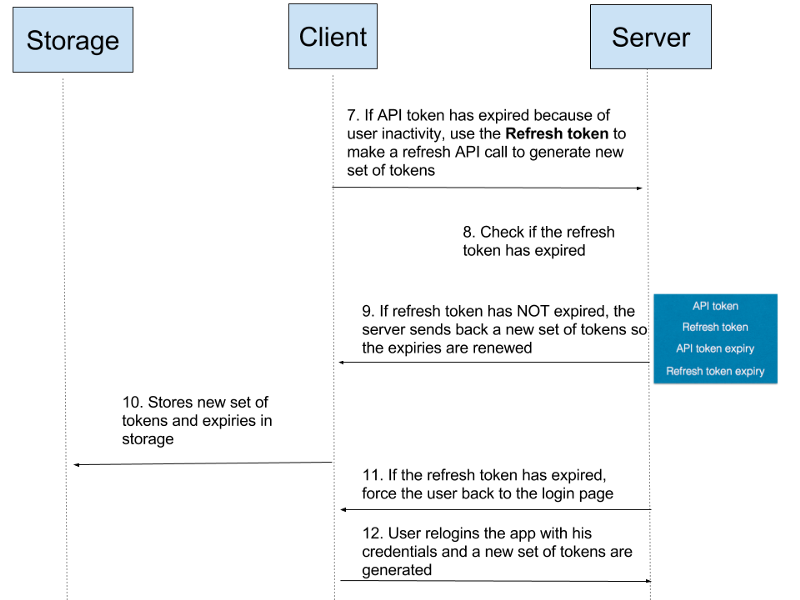 Storage
Client
Server
7. If API token has expired because of
user inactivity, use the Refresh token to
make a refresh API call to generate new
set of tokens
8. Check if the refresh
token has expired
9. If refresh token has NOT expired, the
server sends back a new set of tokens so
the expiries are renewed
API token
Refresh token
API token expiry
Refresh token expiry
10. Stores new set of
tokens and expiries in
storage
11. If the refresh token has expired,
force the user back to the login page
12. User relogins the app with his
credentials and a new set of tokens are
generated